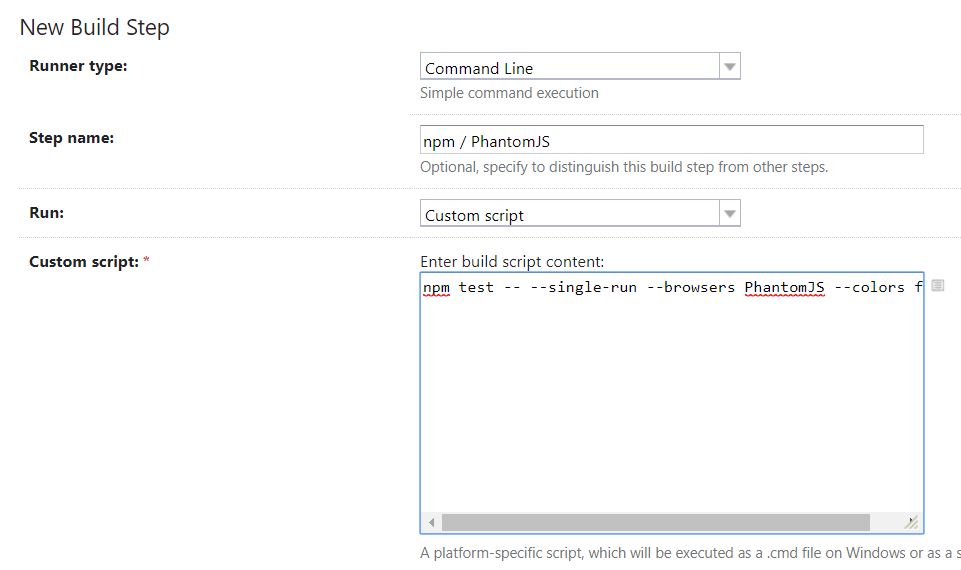 New Build Step
Runner type:
Command Line
Simple command execution
Step name:
npm / PhantomJS
Optional, specify to distinguish this build step from other steps.
Run:
Custom script
Custom script: *
Enter build script content:
npm test -- --single-run --browsers PhantomJS --colors f
A platform-specific script, which will be executed as a .cmd file on Windows or as a s